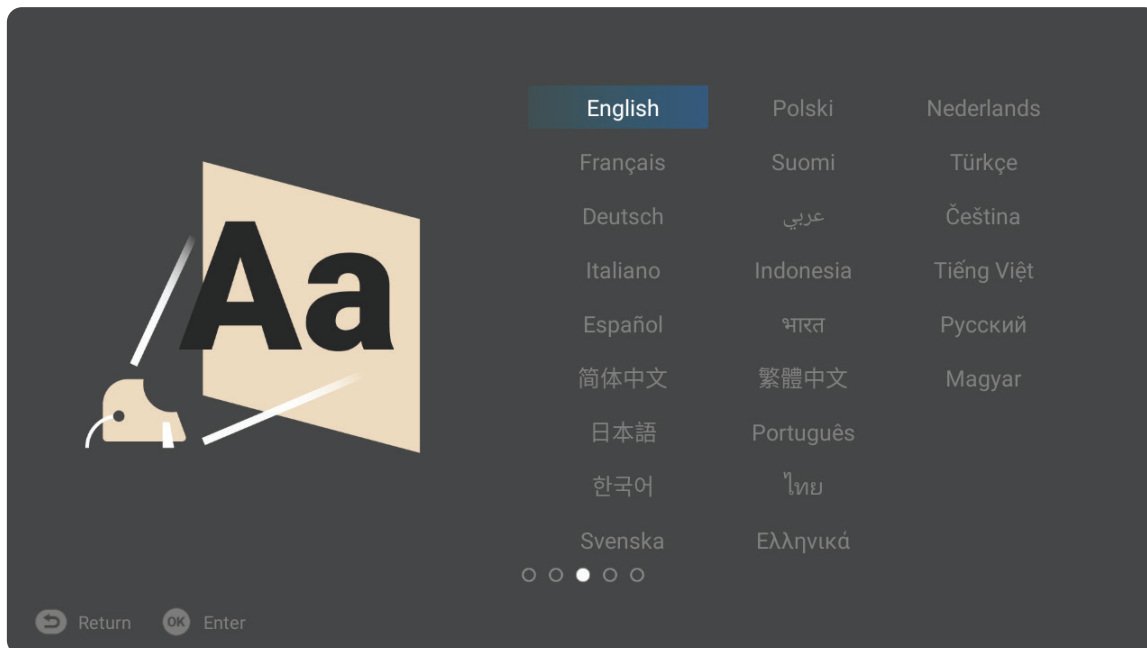 Aa
English Polski Nederlands
Français Suomi Türkçe
Deutsch عربي Čeština
Italiano Indonesia Tiếng Việt
Español भारत Русский
简体中文 繁體中文 Magyar
日本語 Português
한국어 ไทย
Svenska Ελληνικά
Return OK Enter